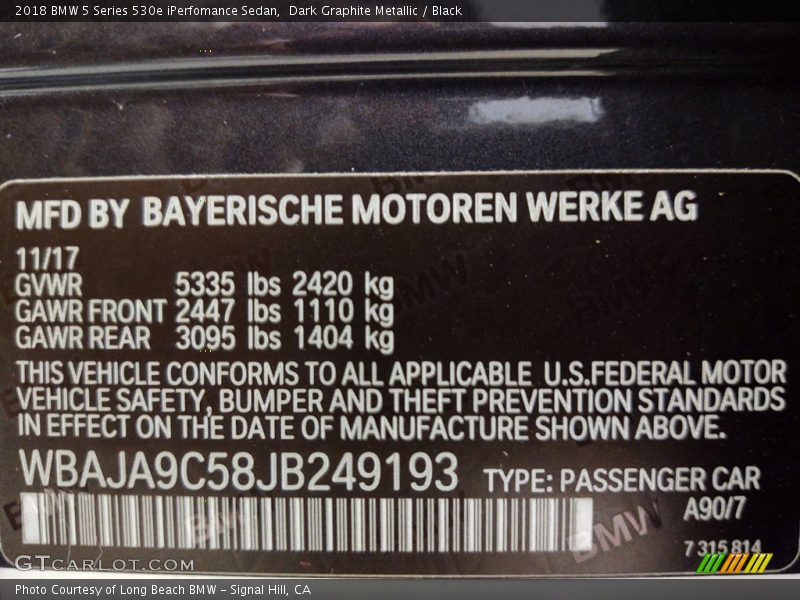 2018 BMW 5 Series 530e iPerfomance Sedan,  Dark Graphite Metallic / Black
MFD BY BAYERISCHE MOTOREN WERKE AG
11/17
GVWR 5335 lbs 2420 kg
GAWR FRONT 2447 lbs 1110 kg
GAWR REAR 3095 lbs 1404 kg
THIS VEHICLE CONFORMS TO ALL APPLICABLE U.S.FEDERAL MOTOR
VEHICLE SAFETY, BUMPER AND THEFT PREVENTION STANDARDS
IN EFFECT ON THE DATE OF MANUFACTURE SHOWN ABOVE.
WBAJA9C58JB249193 TYPE: PASSENGER CAR
A90/7
BMW
7 315 814
GTCARLOT.COM
Photo Courtesy of Long Beach BMW - Signal Hill, CA